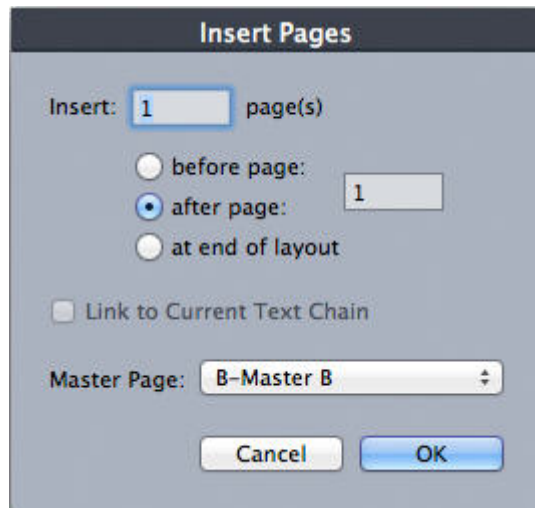 Insert Pages
Insert: 1 page(s)
before page:
after page: 1
at end of layout
Link to Current Text Chain
Master Page: B-Master B
Cancel OK